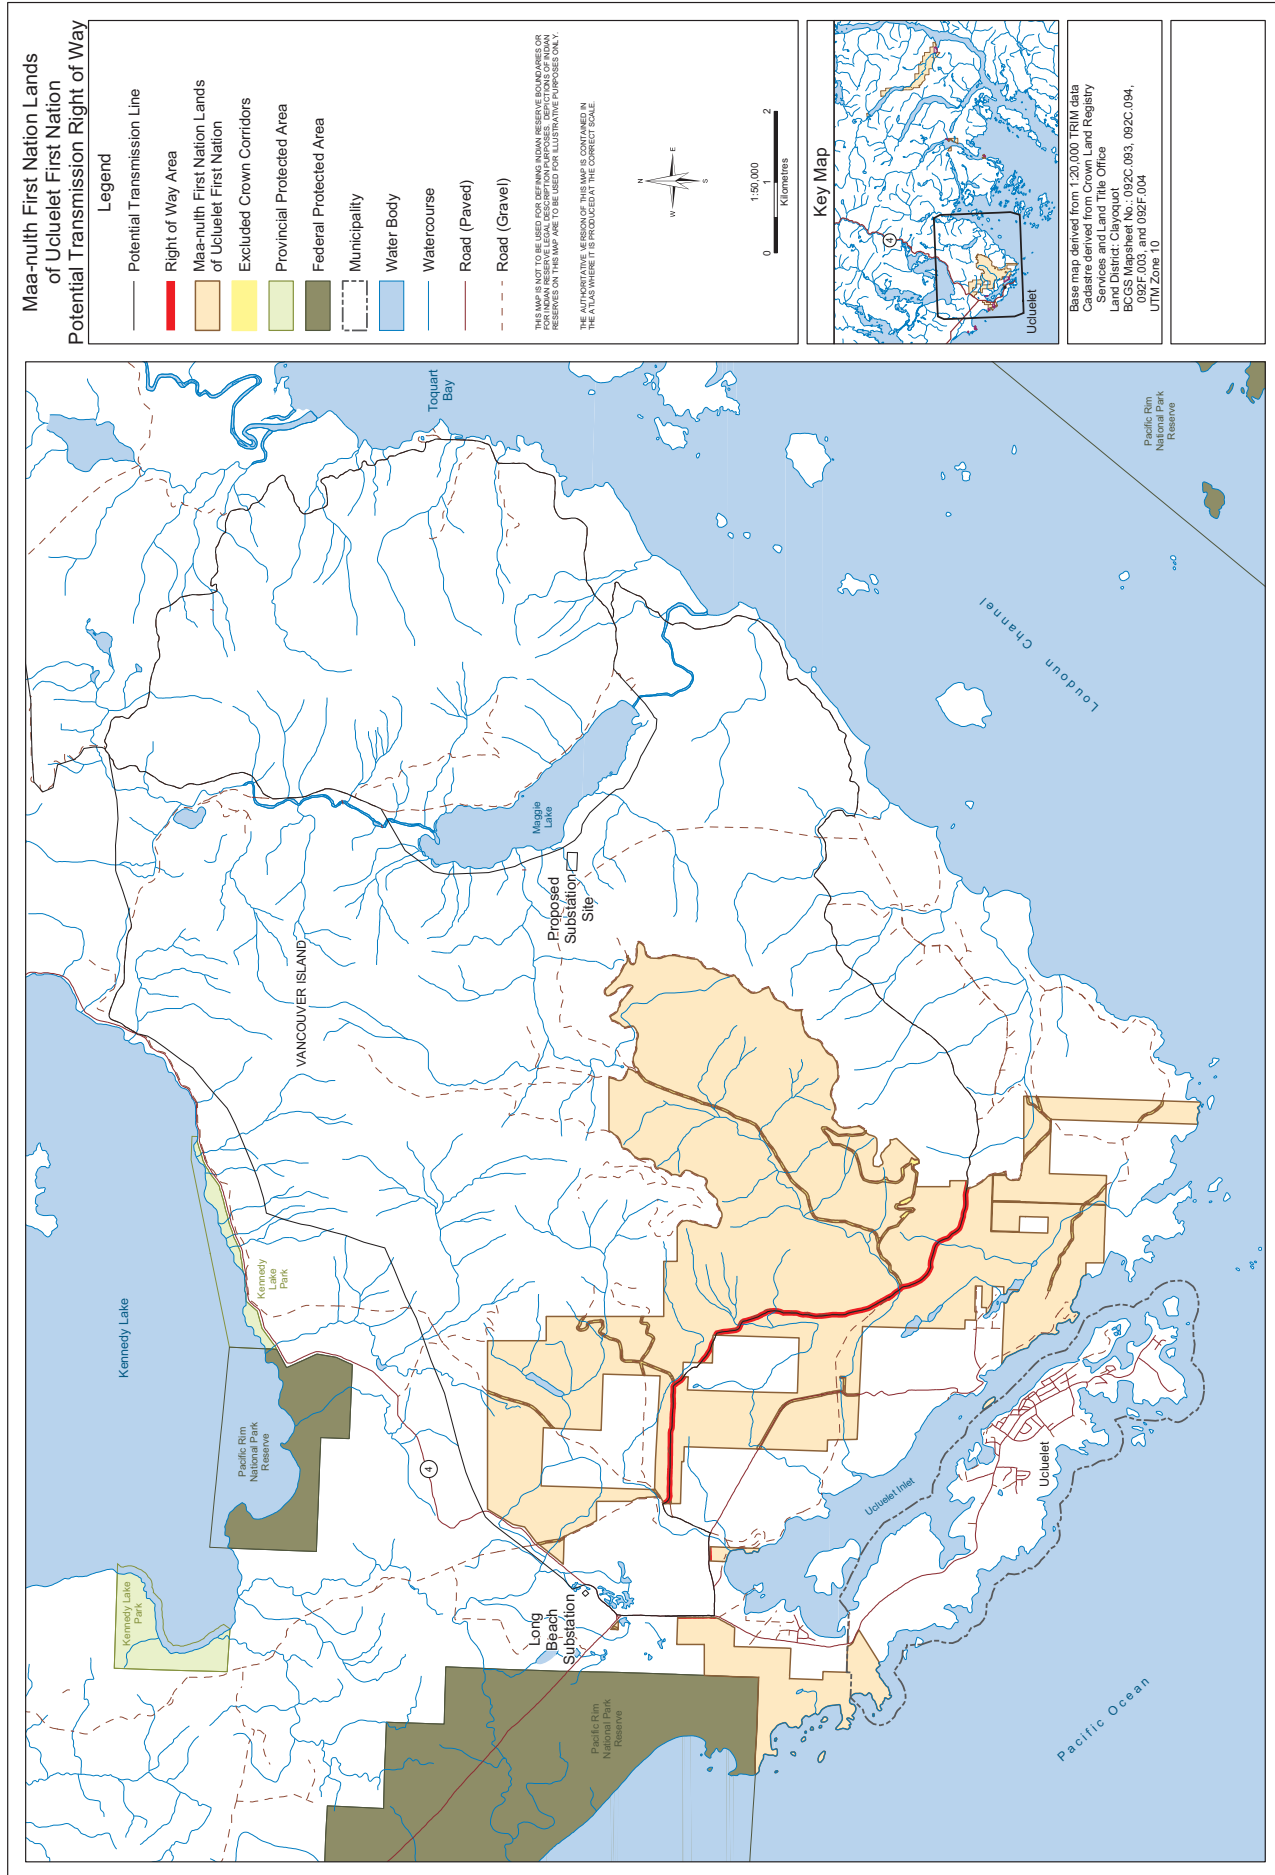 Maa-nulth First Nation Lands
of Ucluelet First Nation
Potential Transmission Right of Way
Legend
Potential Transmission Line
Right of Way Area
Maa-nulth First Nation Lands
of Ucluelet First Nation
Excluded Crown Corridors
Provincial Protected Area
Federal Protected Area
Municipality
Water Body
Watercourse
Road (Paved)
Road (Gravel)
THIS MAP IS NOT TO BE USED FOR DEFINING INDIAN RESERVE BOUNDARIES OR
FOR INDIAN RESERVE LEGAL DESCRIPTION PURPOSES. DEPICTIONS OF INDIAN
RESERVES ON THIS MAP ARE TO BE USED FOR ILLUSTRATIVE PURPOSES ONLY.
THE AUTHORITATIVE VERSION OF THIS MAP IS CONTAINED IN
THE ATLAS WHERE IT IS PRODUCED AT THE CORRECT SCALE.
N
W
E
S
1:50,000
0
1
2
Kilometres
Key Map
4
Ucluelet
Base map derived from 1:20,000 TRIM data
Cadastre derived from Crown Land Registry
Services and Land Title Office
Land District: Clayoquot
BCGS Mapsheet No.: 092C.093, 092C.094,
092F.003, and 092F.004
UTM Zone 10
Kennedy Lake
Park
Kennedy Lake
Pacific Rim
National Park
Reserve
Kennedy
Lake
Park
VANCOUVER ISLAND
4
Toquart
Bay
Maggie
Lake
Proposed
Substation
Site
Long
Beach
Substation
Pacific Rim
National Park
Reserve
Ucluelet Inlet
Ucluelet
Loudoun Channel
Pacific Rim
National Park
Reserve
Pacific Ocean